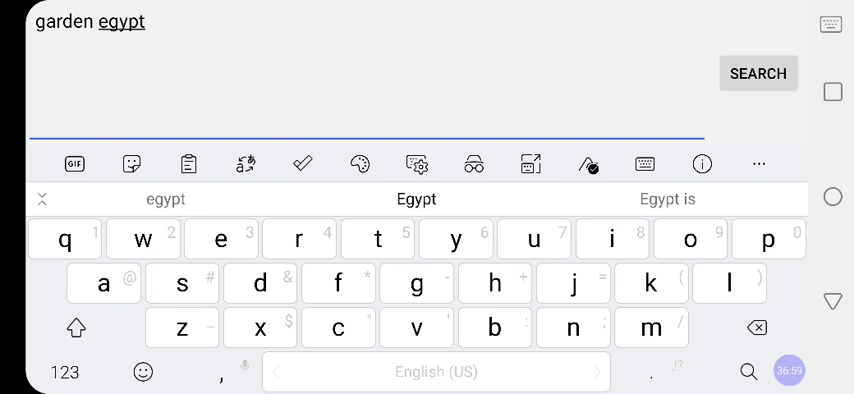 garden egypt
SEARCH
GIF
egypt Egypt Egypt is
q 1 w 2 e 3 r 4 t 5 y 6 u 7 i 8 o 9 p 0
a @ s # d & f * g - h + j = k ( l )
z _ x $ c " v ' b : n ; m /
123 , English (US) . ,!? 36:59